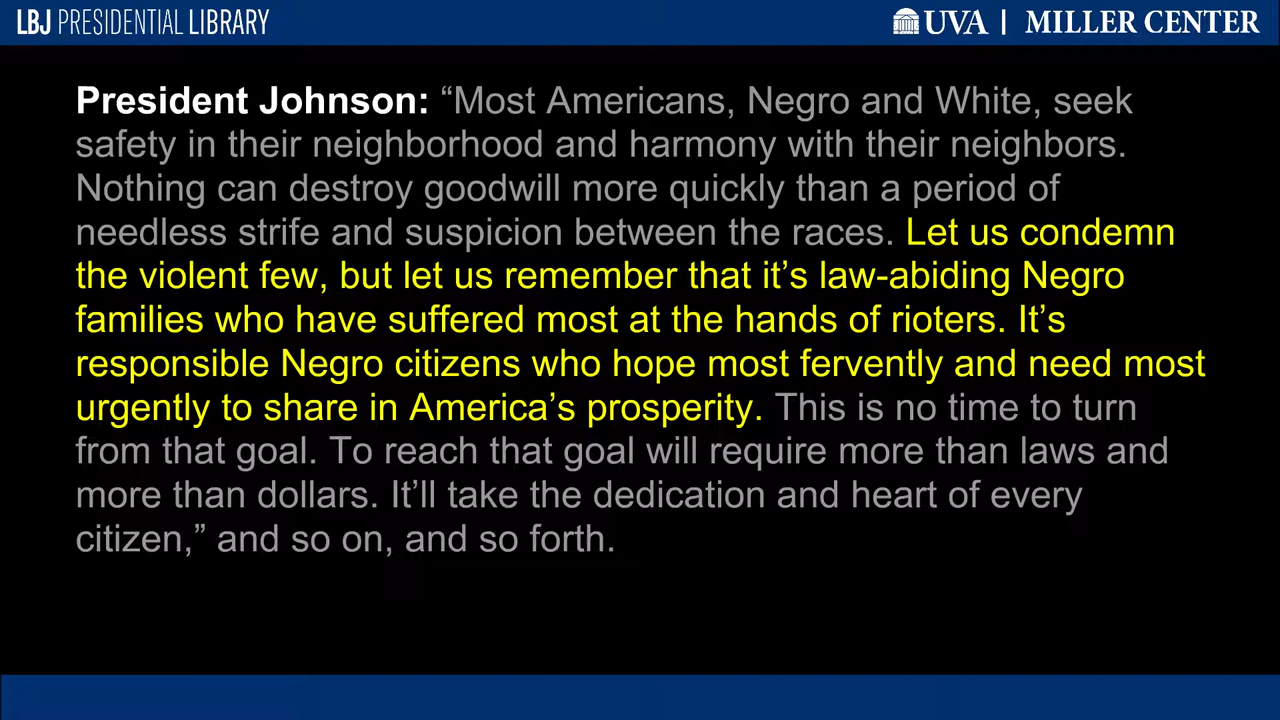 LBJ PRESIDENTIAL LIBRARY
UVA | MILLER CENTER
President Johnson: “Most Americans, Negro and White, seek
safety in their neighborhood and harmony with their neighbors.
Nothing can destroy goodwill more quickly than a period of
needless strife and suspicion between the races. Let us condemn
the violent few, but let us remember that it’s law-abiding Negro
families who have suffered most at the hands of rioters. It’s
responsible Negro citizens who hope most fervently and need most
urgently to share in America’s prosperity. This is no time to turn
from that goal. To reach that goal will require more than laws and
more than dollars. It’ll take the dedication and heart of every
citizen,” and so on, and so forth.